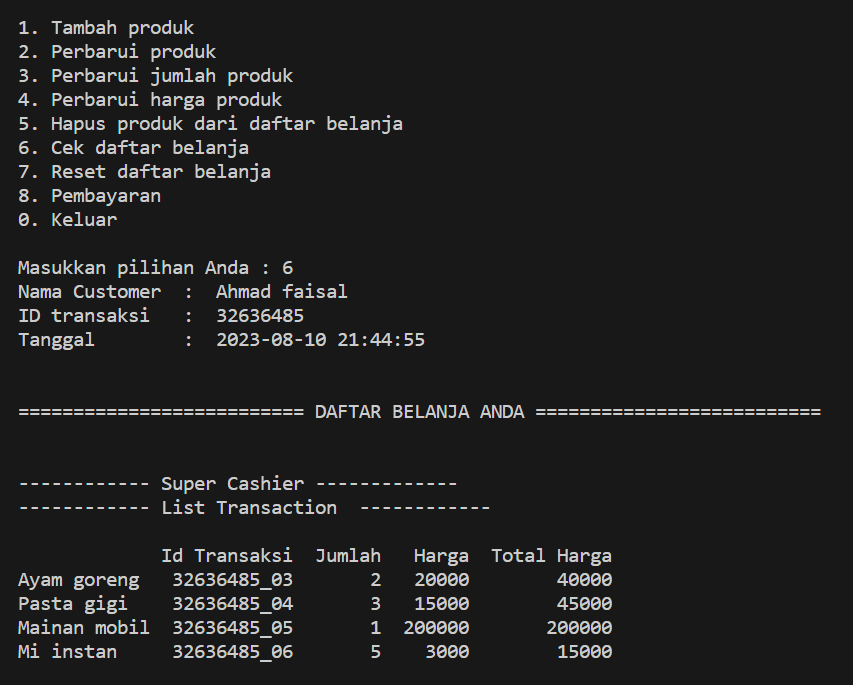 1. Tambah produk
2. Perbarui produk
3. Perbarui jumlah produk
4. Perbarui harga produk
5. Hapus produk dari daftar belanja
6. Cek daftar belanja
7. Reset daftar belanja
8. Pembayaran
0. Keluar
Masukkan pilihan Anda : 6
Nama Customer  :  Ahmad faisal
ID transaksi   :  32636485
Tanggal        :  2023-08-10 21:44:55
========================== DAFTAR BELANJA ANDA ==========================
------------ Super Cashier -------------
------------ List Transaction  ------------
             Id Transaksi  Jumlah   Harga  Total Harga
Ayam goreng   32636485_03       2   20000        40000
Pasta gigi    32636485_04       3   15000        45000
Mainan mobil  32636485_05       1  200000       200000
Mi instan     32636485_06       5    3000        15000